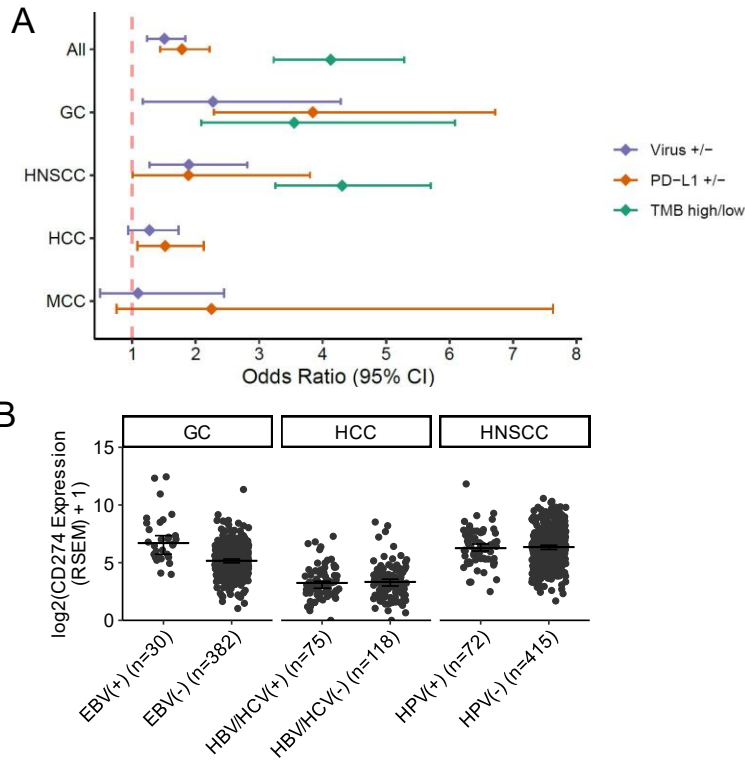 A
All
GC
HNSCC
HCC
MCC
1 2 3 4 5 6 7 8
Odds Ratio (95% CI)
Virus +/−
PD−L1 +/−
TMB high/low
B
GC HCC HNSCC
log2(CD274 Expression
(RSEM) + 1)
15
10
5
0
EBV(+) (n=30)
EBV(-) (n=382)
HBV/HCV(+) (n=75)
HBV/HCV(-) (n=118)
HPV(+) (n=72)
HPV(-) (n=415)